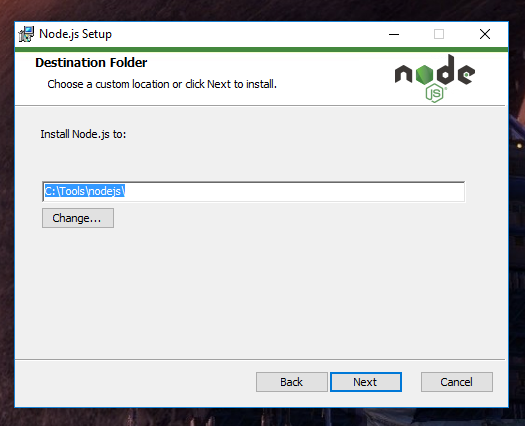 Node.js Setup
Destination Folder
Choose a custom location or click Next to install.
node
JS
Install Node.js to:
C:\Tools\nodejs\
Change...
Back
Next
Cancel